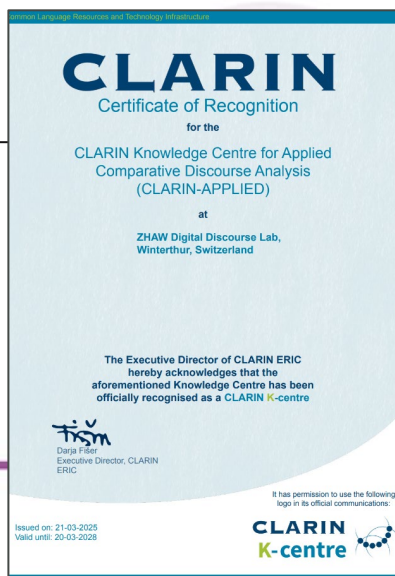 ommon Language Resources and Technology Infrastructure
CLARIN
Certificate of Recognition
for the
CLARIN Knowledge Centre for Applied
Comparative Discourse Analysis
(CLARIN-APPLIED)
at
ZHAW Digital Discourse Lab,
Winterthur, Switzerland
The Executive Director of CLARIN ERIC
hereby acknowledges that the
aforementioned Knowledge Centre has been
officially recognised as a CLARIN K-centre
Darja Fišer
Executive Director, CLARIN
ERIC
It has permission to use the following
logo in its official communications:
Issued on: 21-03-2025
Valid until: 20-03-2028
CLARIN
K-centre